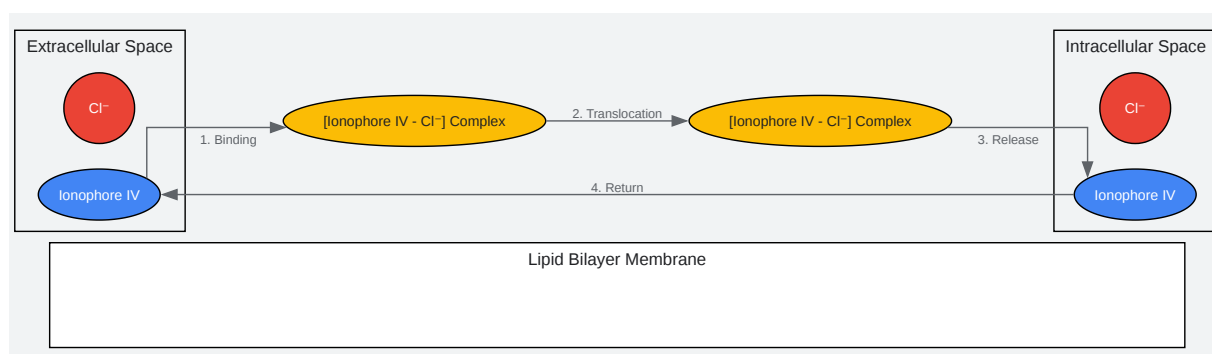 Extracellular Space
Intracellular Space
Cl⁻
Cl⁻
[Ionophore IV - Cl⁻] Complex
2. Translocation
[Ionophore IV - Cl⁻] Complex
1. Binding
3. Release
Ionophore IV
4. Return
Ionophore IV
Lipid Bilayer Membrane